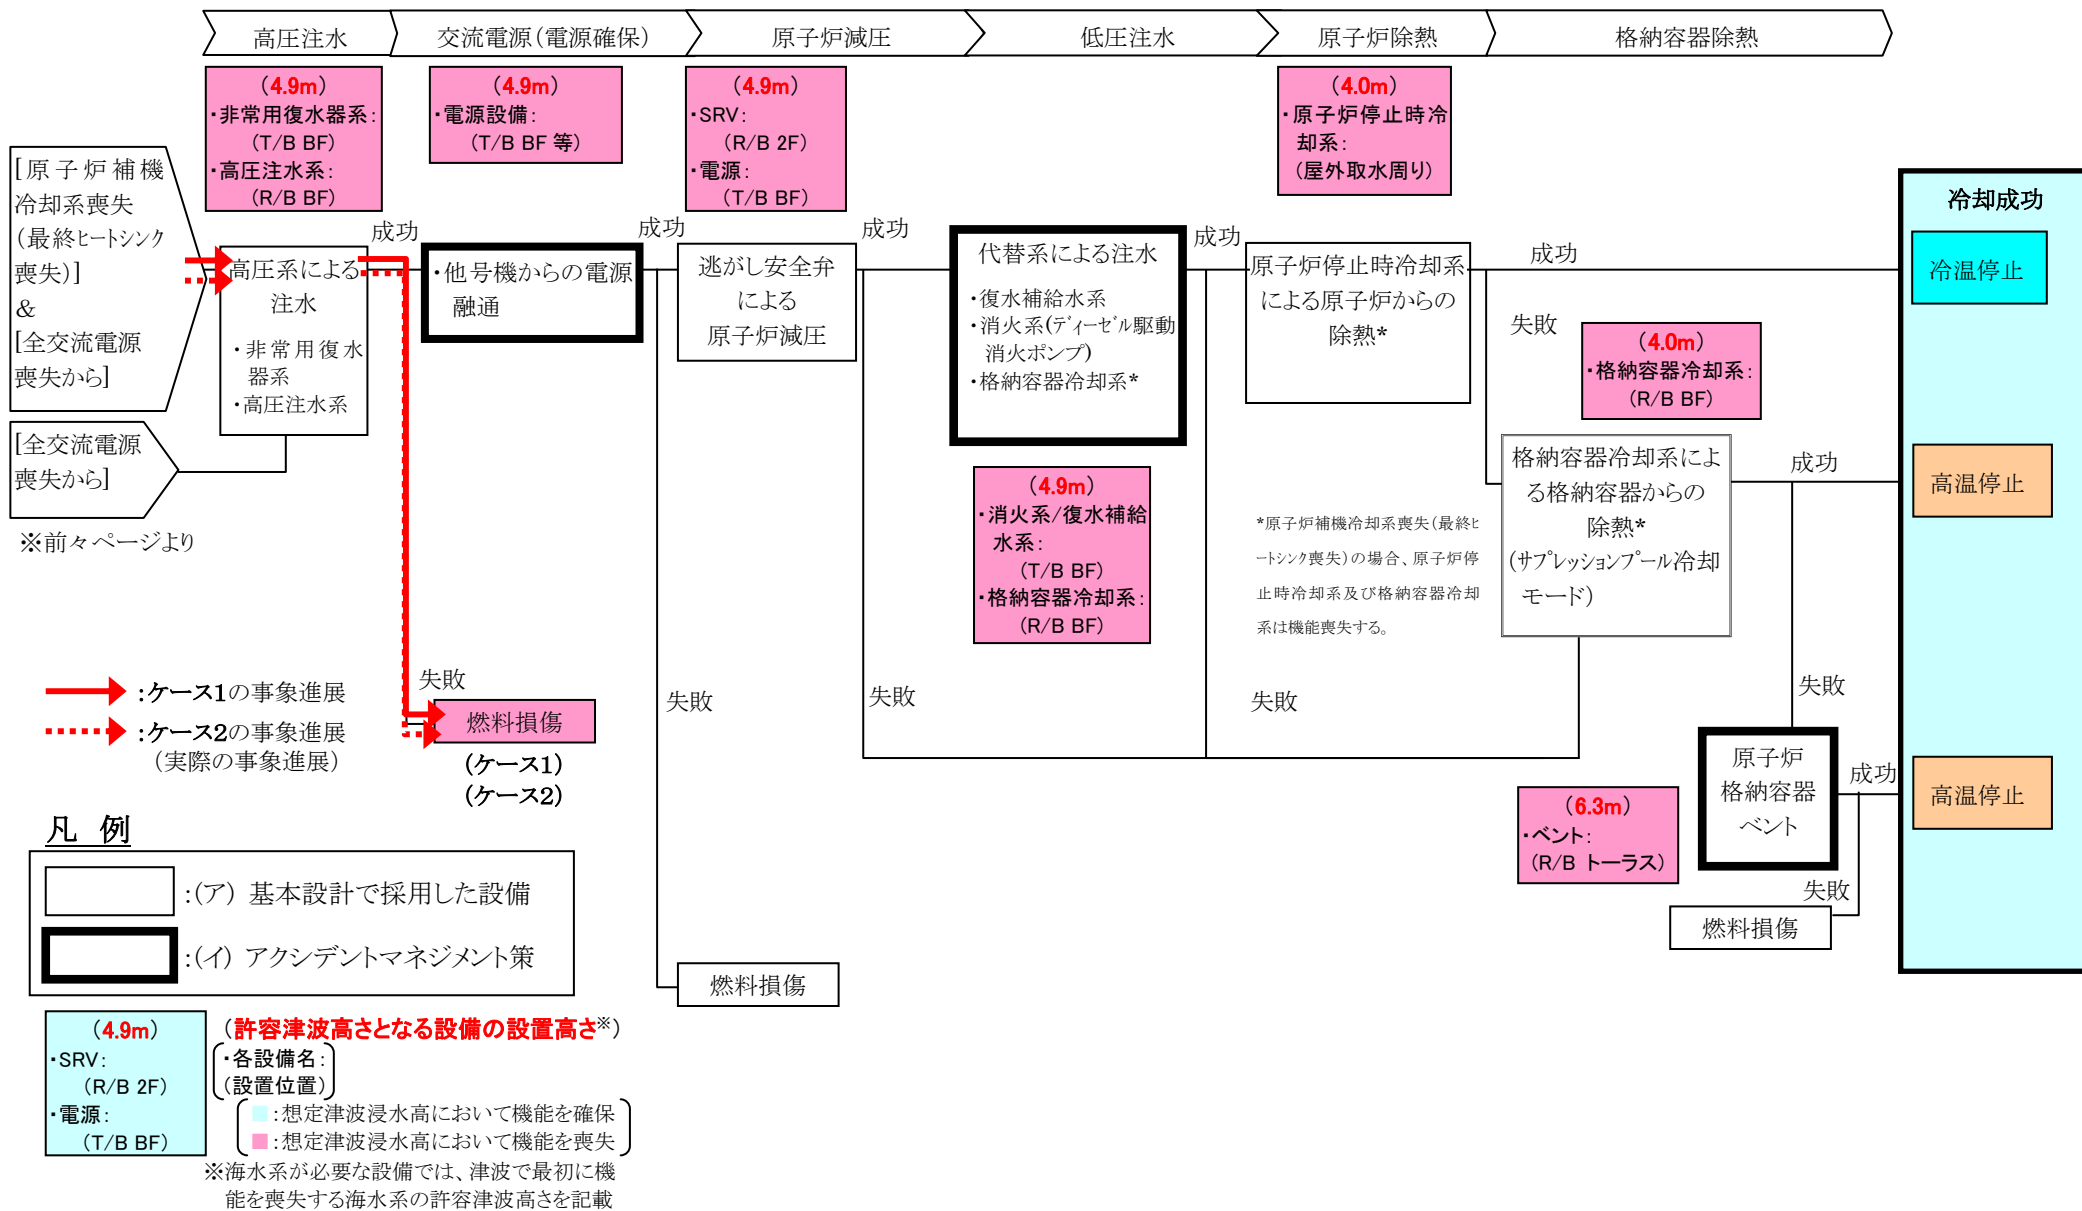 高圧注水
交流電源(電源確保)
原子炉減圧
低圧注水
原子炉除熱
格納容器除熱
(4.9m)
・非常用復水器系:
(T/B BF)
・高圧注水系:
(R/B BF)
(4.9m)
・電源設備:
(T/B BF 等)
(4.9m)
・SRV:
(R/B 2F)
・電源:
(T/B BF)
(4.0m)
・原子炉停止時冷
却系:
(屋外取水周り)
[原子炉補機
冷却系喪失
(最終ヒートシンク
喪失)]
&
[全交流電源
喪失から]
[全交流電源
喪失から]
※前々ページより
高圧系による
注水
・非常用復水
器系
・高圧注水系
成功
・他号機からの電源
融通
成功
逃がし安全弁
による
原子炉減圧
成功
代替系による注水
・復水補給水系
・消火系(ディーゼル駆動
消火ポンプ)
・格納容器冷却系*
成功
原子炉停止時冷却系
による原子炉からの
除熱*
成功
失敗
冷却成功
冷温停止
高温停止
高温停止
(4.0m)
・格納容器冷却系:
(R/B BF)
格納容器冷却系によ
る格納容器からの
除熱*
(サプレッションプール冷却
モード)
成功
(4.9m)
・消火系/復水補給
水系:
(T/B BF)
・格納容器冷却系:
(R/B BF)
*原子炉補機冷却系喪失(最終ヒ
ートシンク喪失)の場合、原子炉停
止時冷却系及び格納容器冷却
系は機能喪失する。
失敗
失敗
失敗
失敗
失敗
燃料損傷
(ケース1)
(ケース2)
:ケース1の事象進展
:ケース2の事象進展
(実際の事象進展)
原子炉
格納容器
ベント
成功
失敗
燃料損傷
(6.3m)
・ベント:
(R/B トーラス)
燃料損傷
凡 例
:(ア) 基本設計で採用した設備
:(イ) アクシデントマネジメント策
(4.9m)
・SRV:
(R/B 2F)
・電源:
(T/B BF)
(許容津波高さとなる設備の設置高さ※)
・各設備名:
(設置位置)
:想定津波浸水高において機能を確保
:想定津波浸水高において機能を喪失
※海水系が必要な設備では、津波で最初に機
能を喪失する海水系の許容津波高さを記載